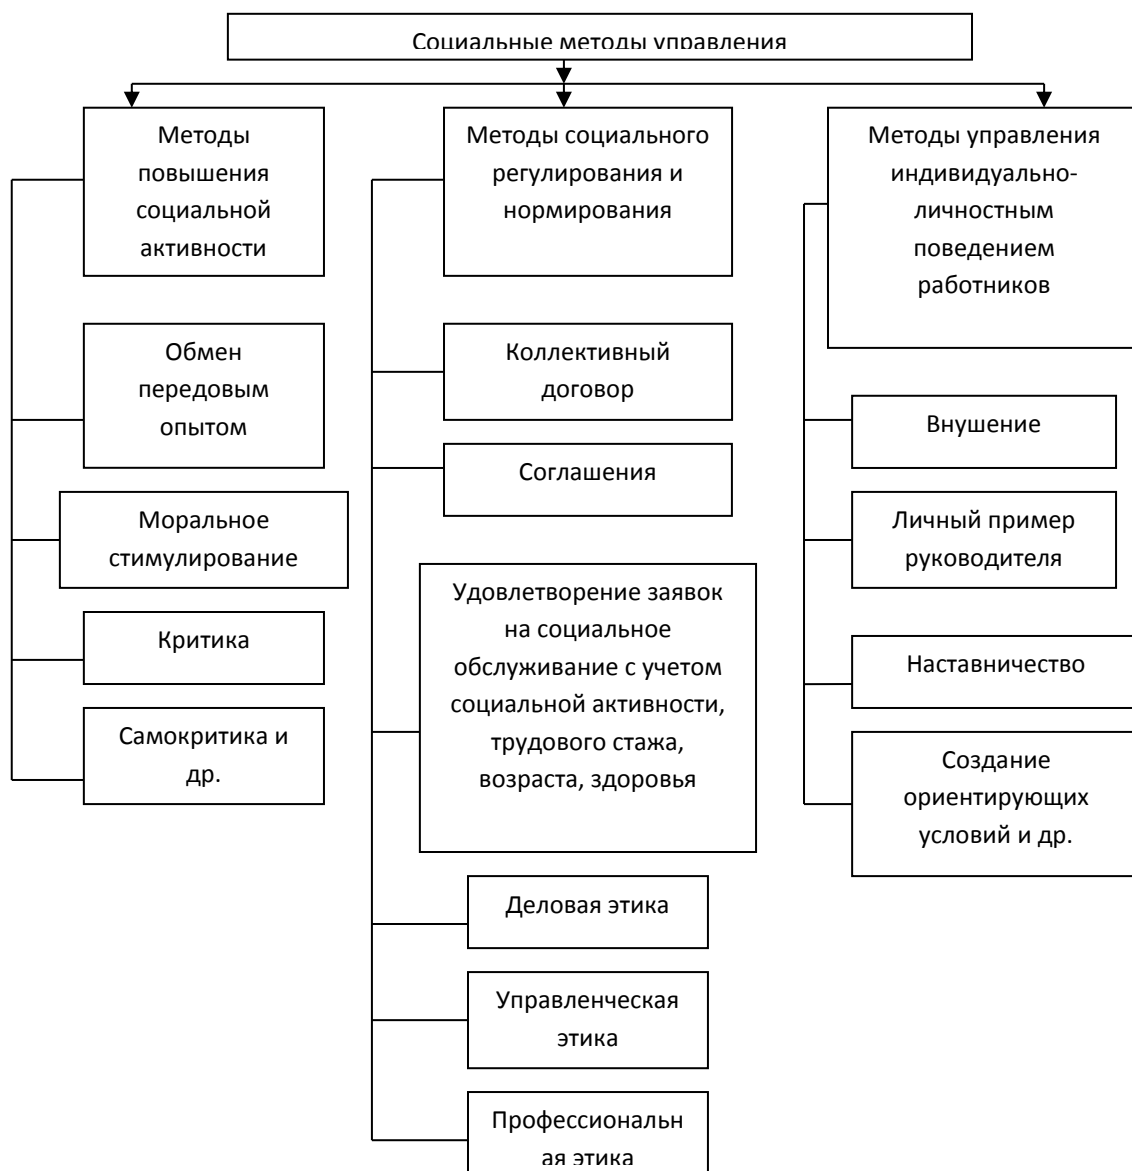 Социальные методы управления
Методы
повышения
социальной
активности
Обмен
передовым
опытом
Моральное
стимулирование
Критика
Самокритика и
др.
Методы социального
регулирования и
нормирования
Коллективный
договор
Соглашения
Удовлетворение заявок
на социальное
обслуживание с учетом
социальной активности,
трудового стажа,
возраста, здоровья
Деловая этика
Управленческая
этика
Профессиональн
ая этика
Методы управления
индивидуально-
личностным
поведением
работников
Внушение
Личный пример
руководителя
Наставничество
Создание
ориентирующих
условий и др.